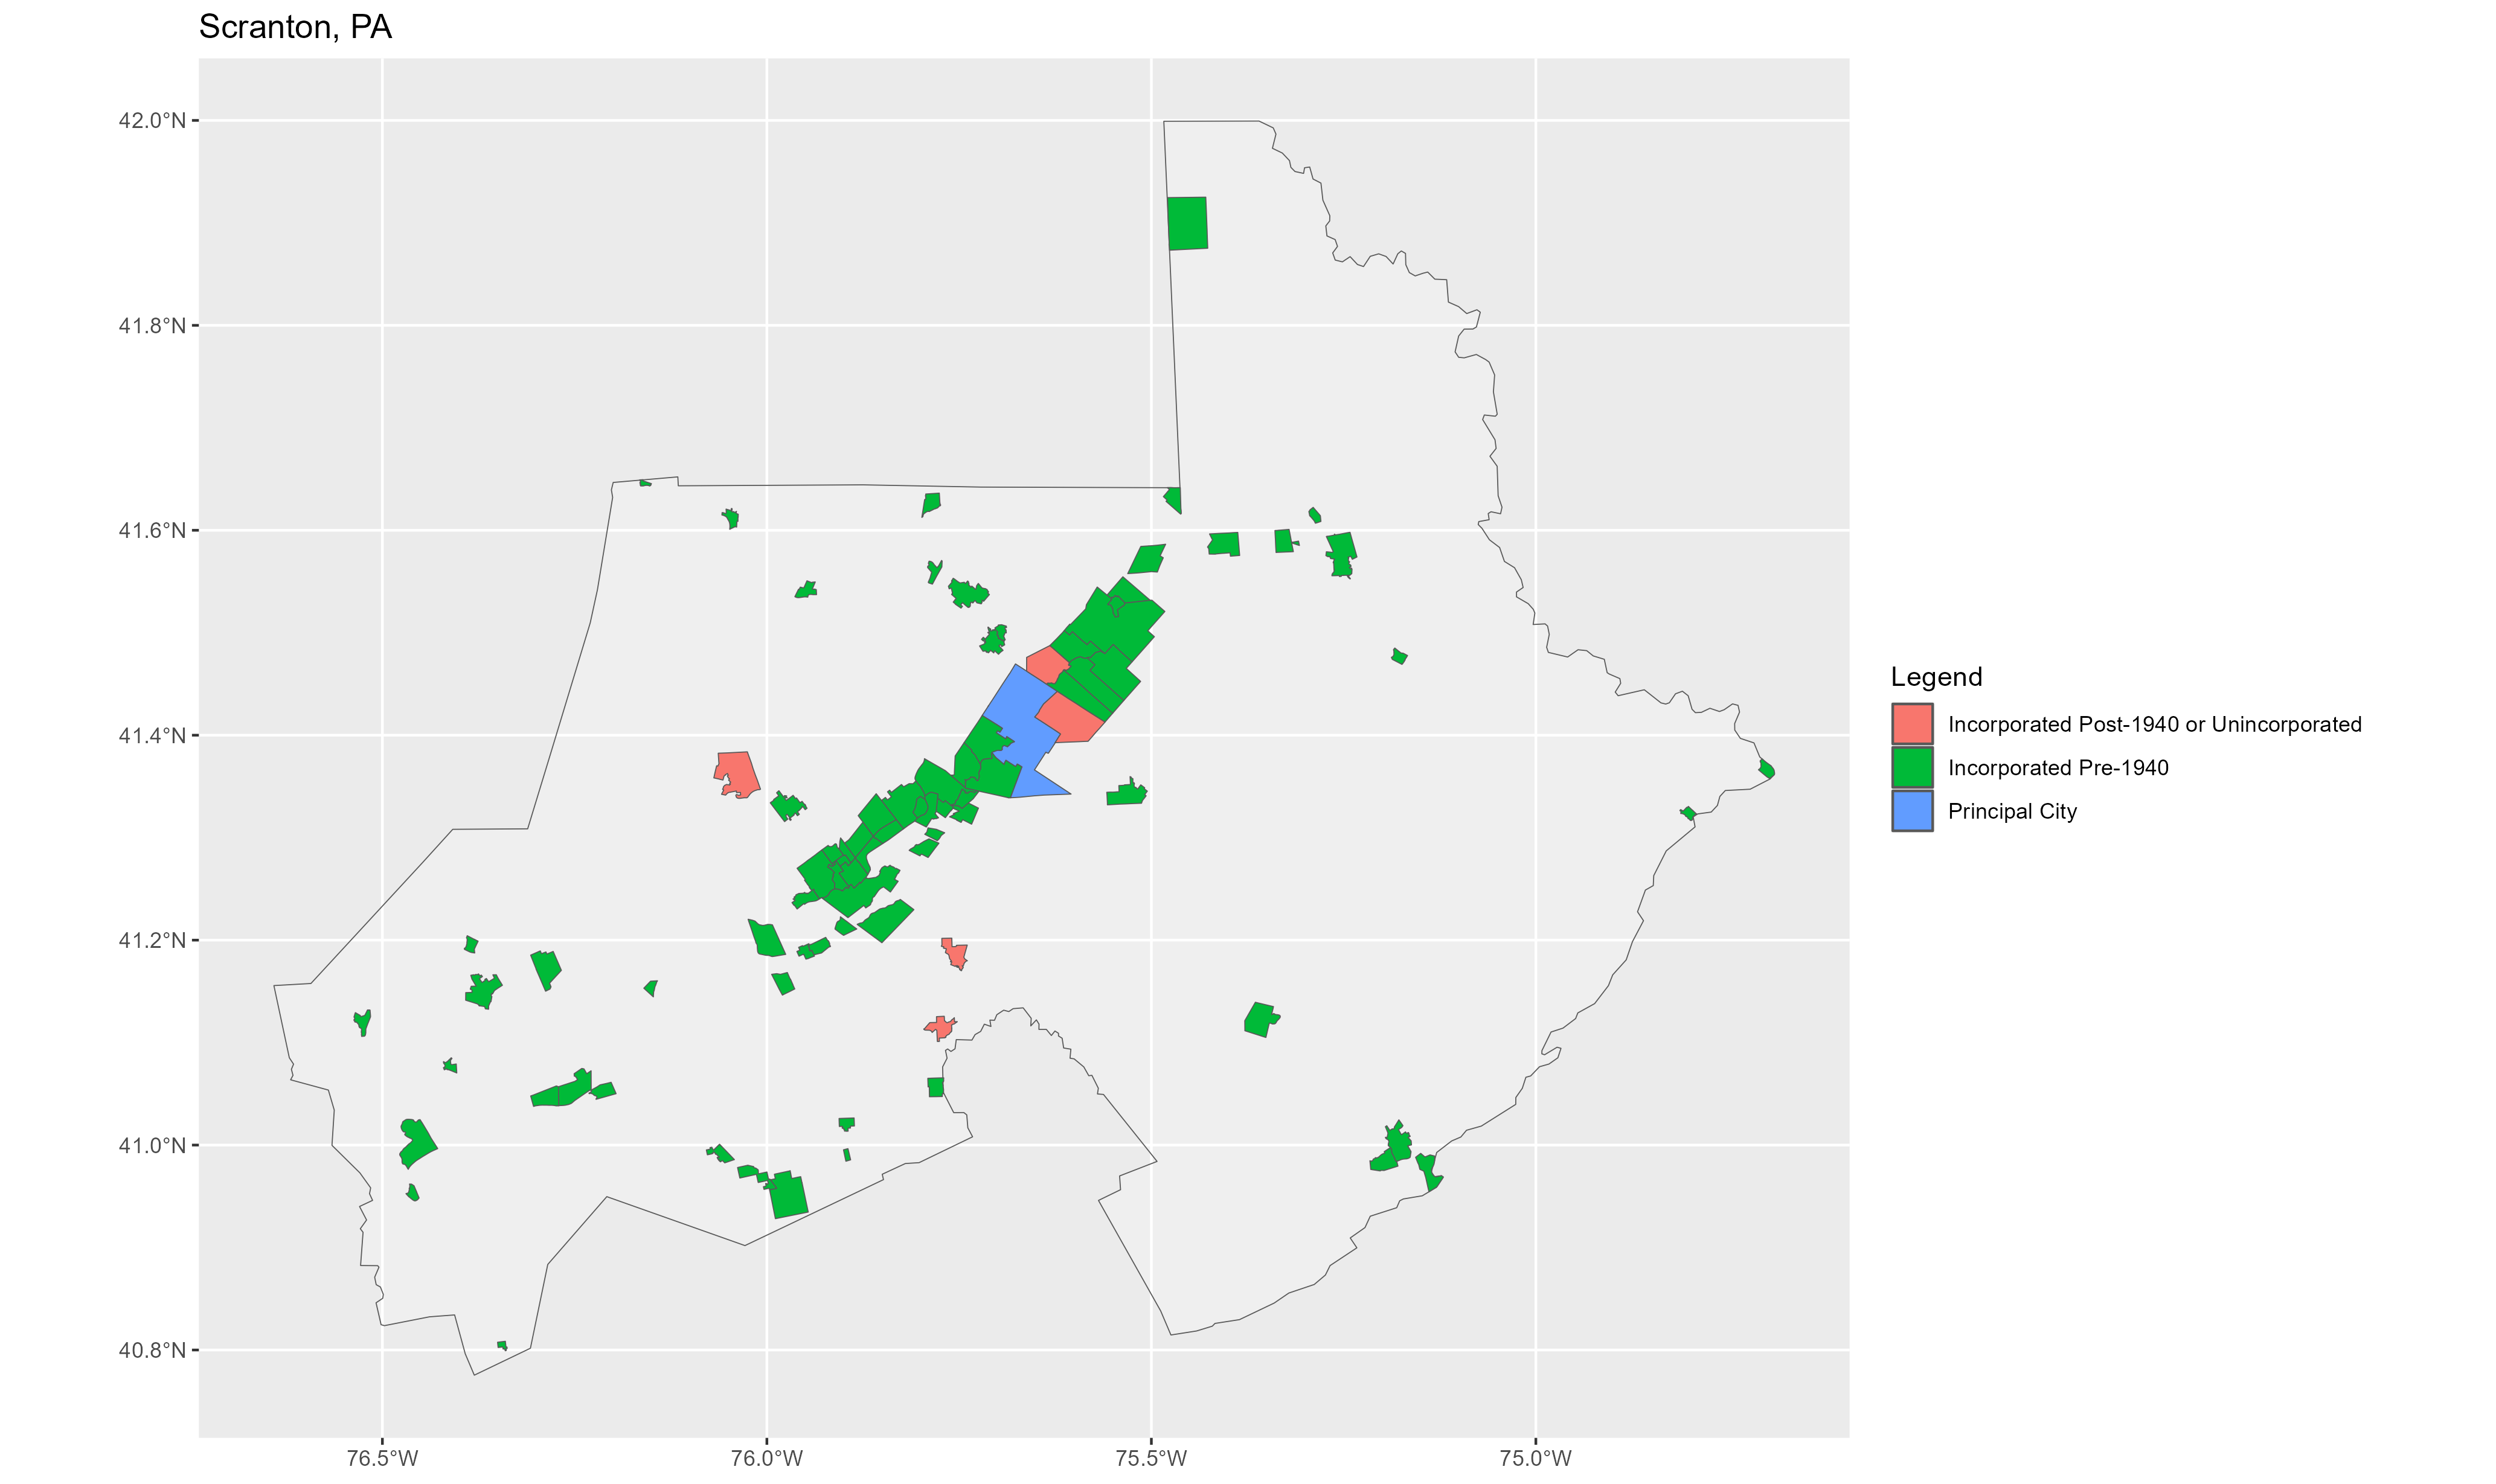 Scranton, PA
42.0°N
41.8°N
41.6°N
41.4°N
41.2°N
41.0°N
40.8°N
76.5°W
76.0°W
75.5°W
75.0°W
Legend
Incorporated Post-1940 or Unincorporated
Incorporated Pre-1940
Principal City